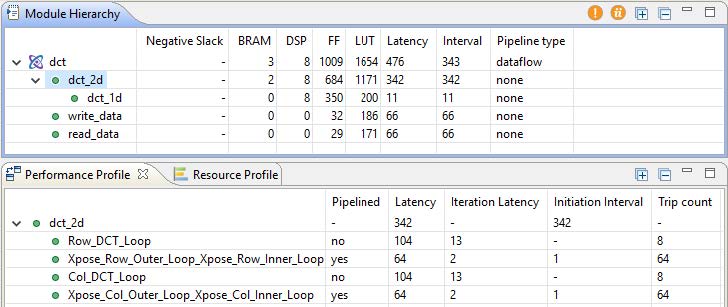 Module Hierarchy
Negative Slack BRAM DSP FF LUT Latency Interval Pipeline type
dct - 3 8 1009 1654 476 343 dataflow
dct_2d - 2 8 684 1171 342 342 none
dct_1d - 0 8 350 200 11 11 none
write_data - 0 0 32 186 66 66 none
read_data - 0 0 29 171 66 66 none
Performance Profile Resource Profile
Pipelined Latency Iteration Latency Initiation Interval Trip count
dct_2d - 342 - 342 -
Row_DCT_Loop no 104 13 - 8
Xpose_Row_Outer_Loop_Xpose_Row_Inner_Loop yes 64 2 1 64
Col_DCT_Loop no 104 13 - 8
Xpose_Col_Outer_Loop_Xpose_Col_Inner_Loop yes 64 2 1 64